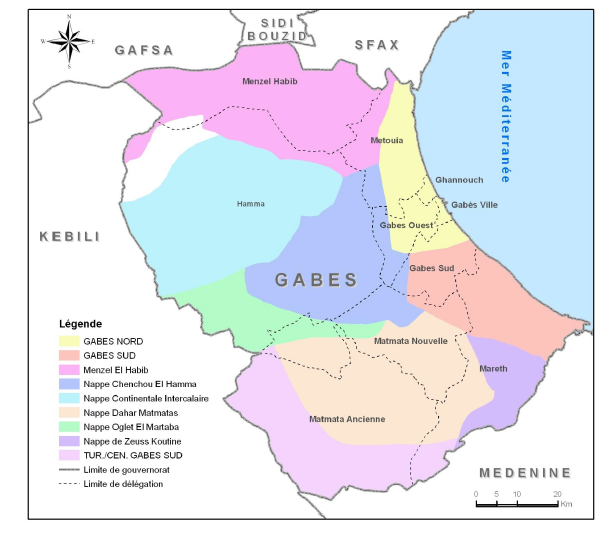 SIDI
BOUZID
GAFSA
SFAX
N
W
E
S
Mer Méditerranée
Menzel Habib
Metouia
Ghannouch
Gabès Ville
Hamma
Gabes Ouest
KEBILI
Gabes Sud
GABES
Matmata Nouvelle
Mareth
Matmata Ancienne
MEDENINE
Légende
GABES NORD
GABES SUD
Menzel El Habib
Nappe Chenchou El Hamma
Nappe Continentale Intercalaire
Nappe Dahar Matmatas
Nappe Oglet El Martaba
Nappe de Zeuss Koutine
TUR./CEN. GABES SUD
Limite de gouvernorat
Limite de délégation
0 5 10 20
Km